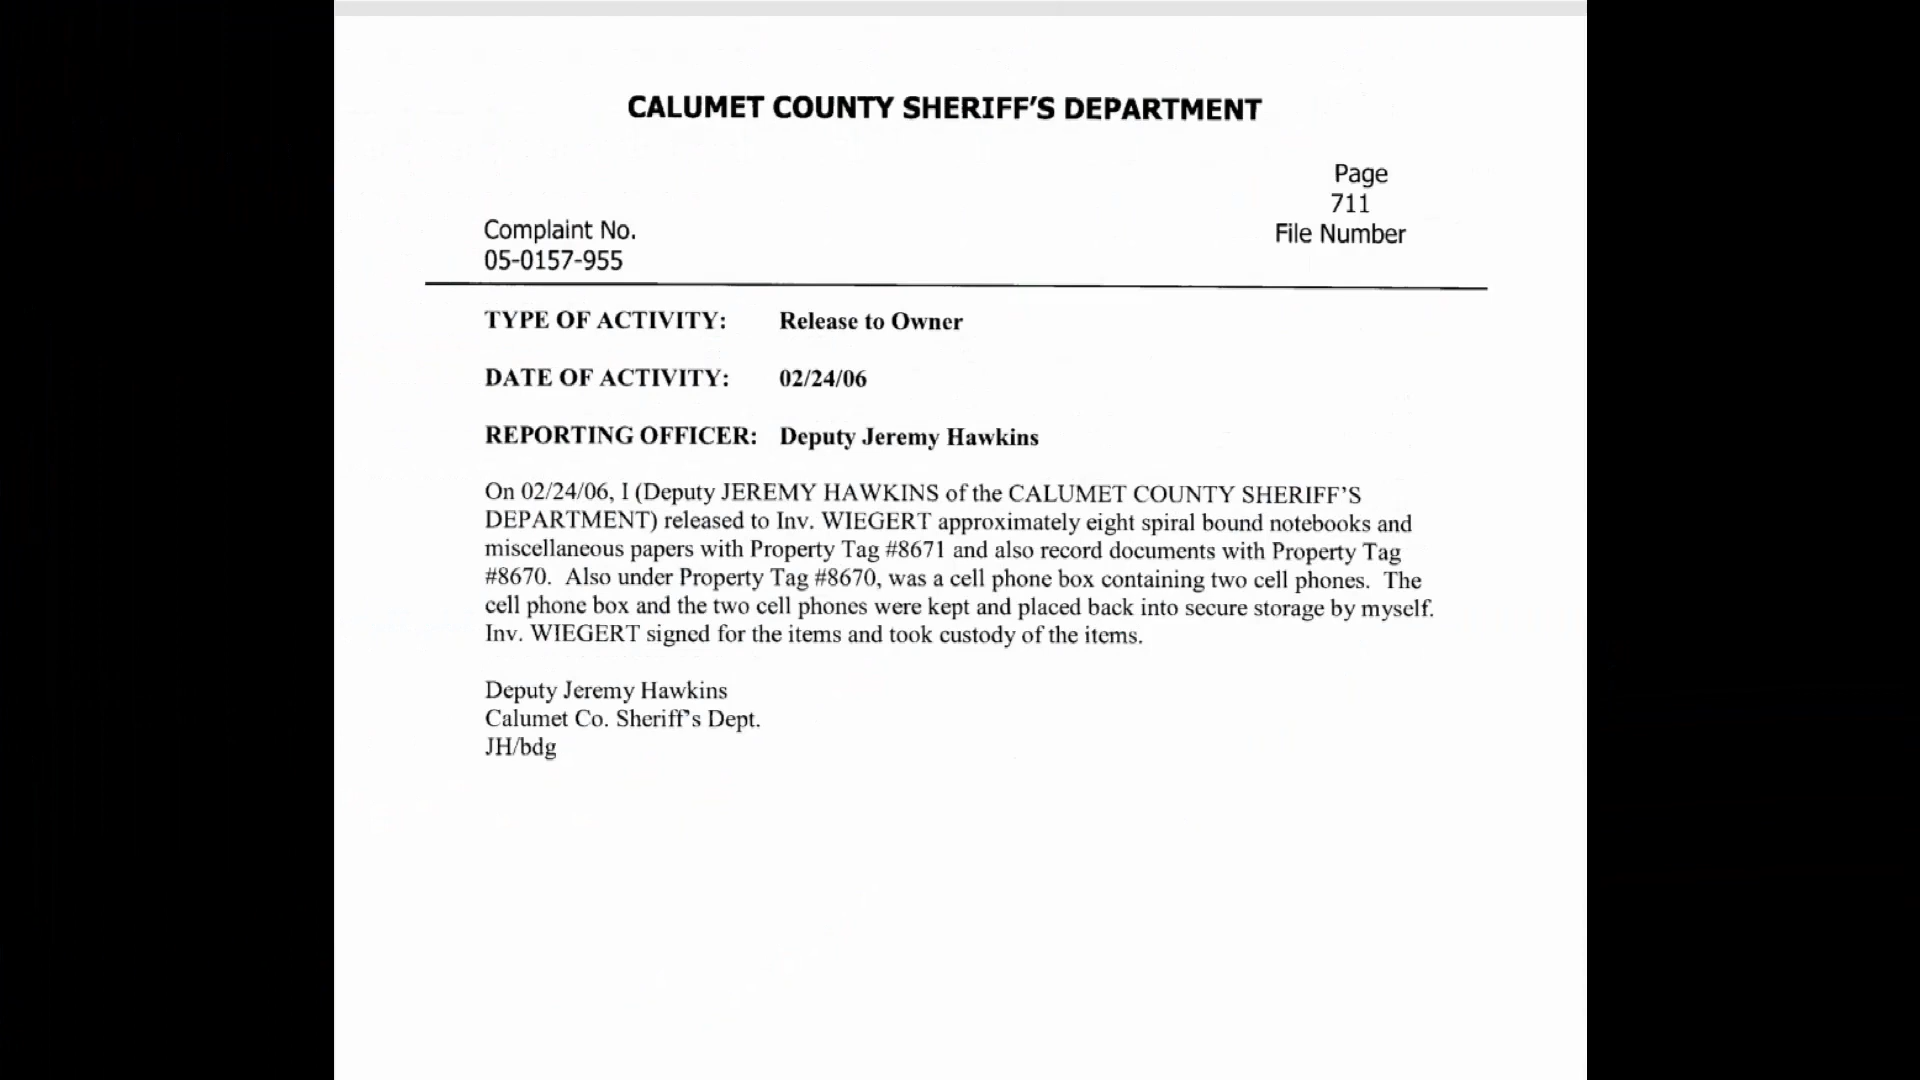 CALUMET COUNTY SHERIFF'S DEPARTMENT
Page
711
File Number
Complaint No.
05-0157-955
TYPE OF ACTIVITY: Release to Owner
DATE OF ACTIVITY: 02/24/06
REPORTING OFFICER: Deputy Jeremy Hawkins
On 02/24/06, I (Deputy JEREMY HAWKINS of the CALUMET COUNTY SHERIFF'S
DEPARTMENT) released to Inv. WIEGERT approximately eight spiral bound notebooks and
miscellaneous papers with Property Tag #8671 and also record documents with Property Tag
#8670. Also under Property Tag #8670, was a cell phone box containing two cell phones. The
cell phone box and the two cell phones were kept and placed back into secure storage by myself.
Inv. WIEGERT signed for the items and took custody of the items.
Deputy Jeremy Hawkins
Calumet Co. Sheriff's Dept.
JH/bdg